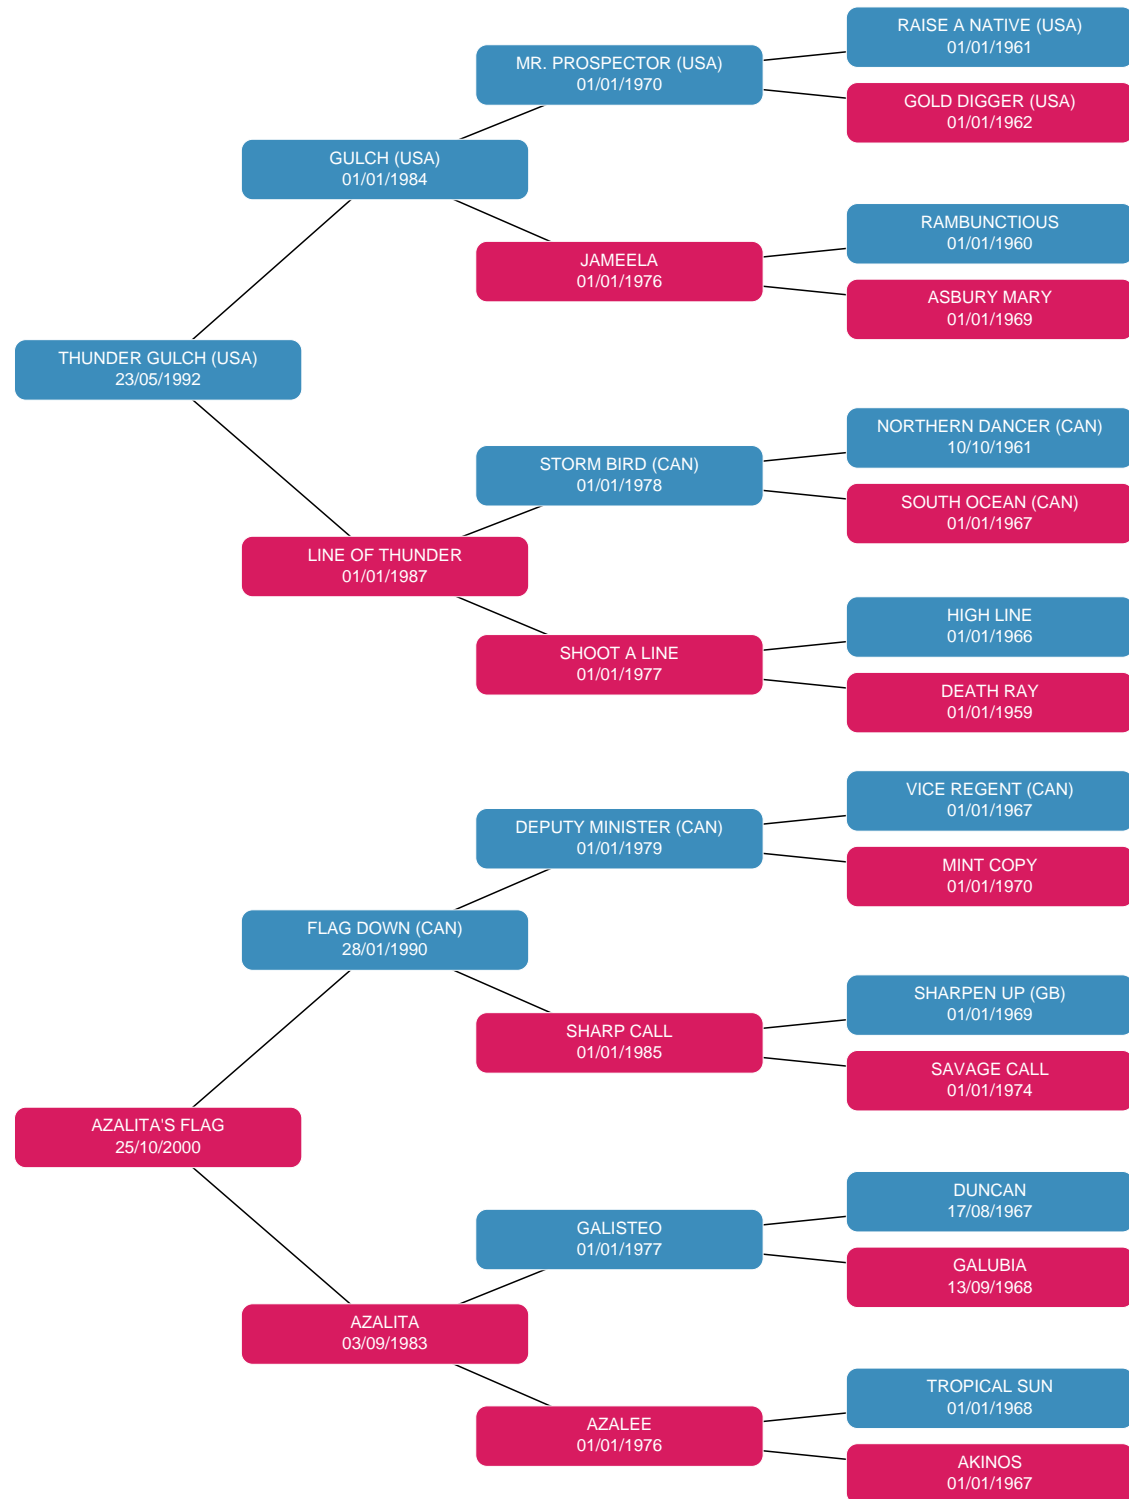 RAISE A NATIVE (USA)
01/01/1961
MR. PROSPECTOR (USA)
01/01/1970
GOLD DIGGER (USA)
01/01/1962
GULCH (USA)
01/01/1984
RAMBUNCTIOUS
01/01/1960
JAMEELA
01/01/1976
ASBURY MARY
01/01/1969
THUNDER GULCH (USA)
23/05/1992
NORTHERN DANCER (CAN)
10/10/1961
STORM BIRD (CAN)
01/01/1978
SOUTH OCEAN (CAN)
01/01/1967
LINE OF THUNDER
01/01/1987
HIGH LINE
01/01/1966
SHOOT A LINE
01/01/1977
DEATH RAY
01/01/1959
VICE REGENT (CAN)
01/01/1967
DEPUTY MINISTER (CAN)
01/01/1979
MINT COPY
01/01/1970
FLAG DOWN (CAN)
28/01/1990
SHARPEN UP (GB)
01/01/1969
SHARP CALL
01/01/1985
SAVAGE CALL
01/01/1974
AZALITA'S FLAG
25/10/2000
DUNCAN
17/08/1967
GALISTEO
01/01/1977
GALUBIA
13/09/1968
AZALITA
03/09/1983
TROPICAL SUN
01/01/1968
AZALEE
01/01/1976
AKINOS
01/01/1967